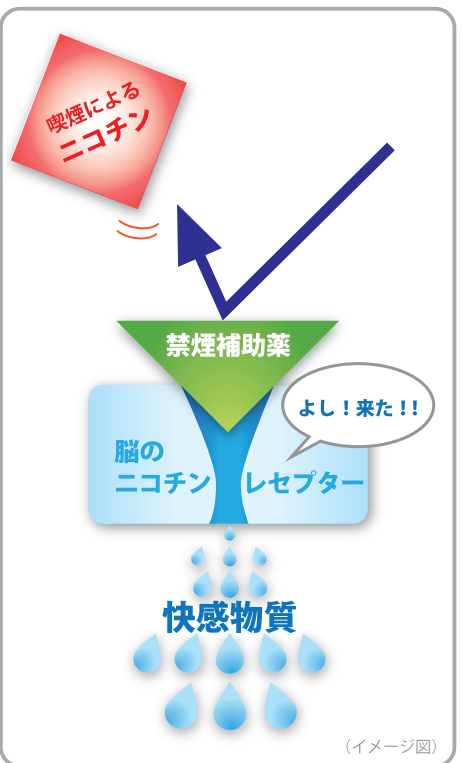 喫煙による
ニコチン
禁煙補助薬
よし！来た！！
脳の
ニコチン レセプター
快感物質
（イメージ図）